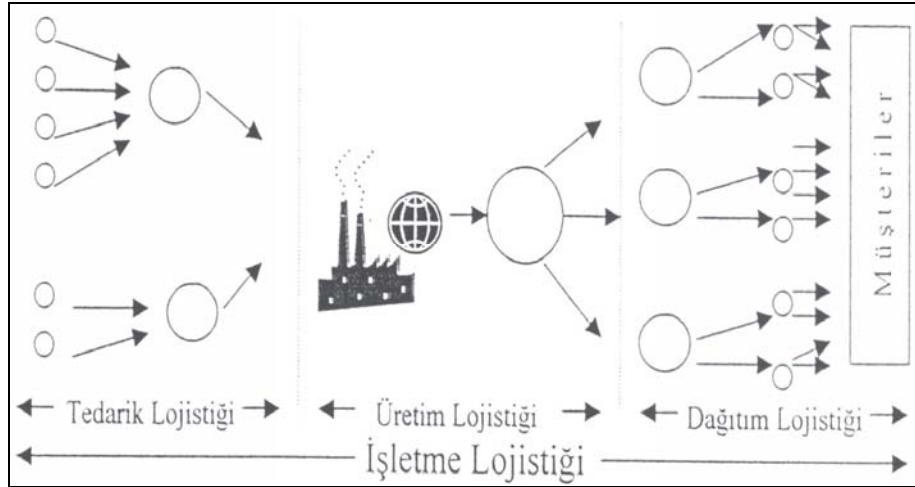 Müşteriler
Tedarik Lojistiği
Üretim Lojistiği
Dağıtım Lojistiği
İşletme Lojistiği